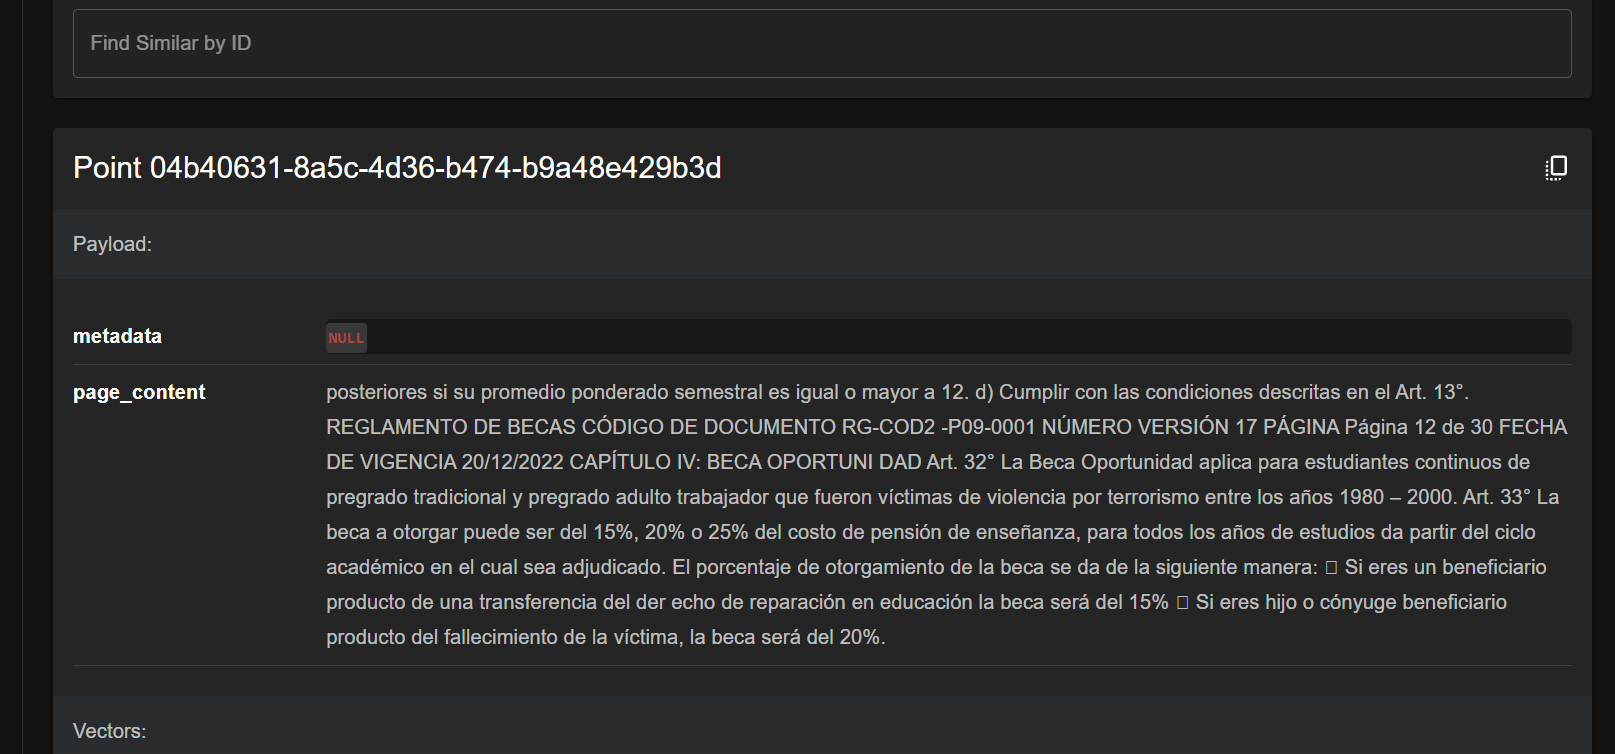 Find Similar by ID
Point 04b40631-8a5c-4d36-b474-b9a48e429b3d
Payload:
metadata
NULL
page_content
posteriores si su promedio ponderado semestral es igual o mayor a 12. d) Cumplir con las condiciones descritas en el Art. 13°.
REGLAMENTO DE BECAS CÓDIGO DE DOCUMENTO RG-COD2 -P09-0001 NÚMERO VERSIÓN 17 PÁGINA Página 12 de 30 FECHA
DE VIGENCIA 20/12/2022 CAPÍTULO IV: BECA OPORTUNI DAD Art. 32° La Beca Oportunidad aplica para estudiantes continuos de
pregrado tradicional y pregrado adulto trabajador que fueron víctimas de violencia por terrorismo entre los años 1980 – 2000. Art. 33° La
beca a otorgar puede ser del 15%, 20% o 25% del costo de pensión de enseñanza, para todos los años de estudios da partir del ciclo
académico en el cual sea adjudicado. El porcentaje de otorgamiento de la beca se da de la siguiente manera:  Si eres un beneficiario
producto de una transferencia del der echo de reparación en educación la beca será del 15%  Si eres hijo o cónyuge beneficiario
producto del fallecimiento de la víctima, la beca será del 20%.
Vectors: